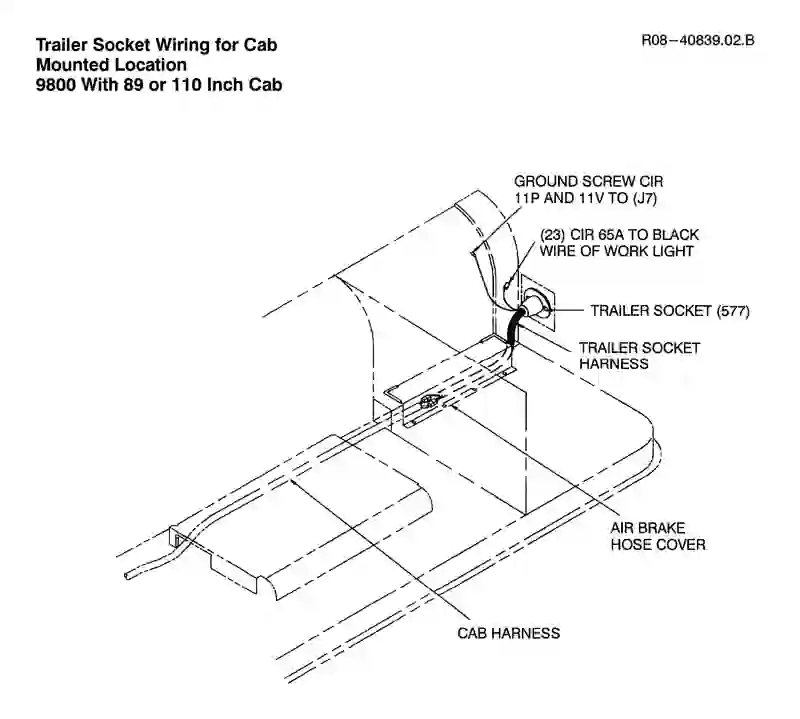 Trailer Socket Wiring for Cab
Mounted Location
9800 With 89 or 110 Inch Cab
R08-40839.02.B
GROUND SCREW CIR
11P AND 11V TO (J7)
(23) CIR 65A TO BLACK
WIRE OF WORK LIGHT
TRAILER SOCKET (577)
TRAILER SOCKET
HARNESS
AIR BRAKE
HOSE COVER
CAB HARNESS